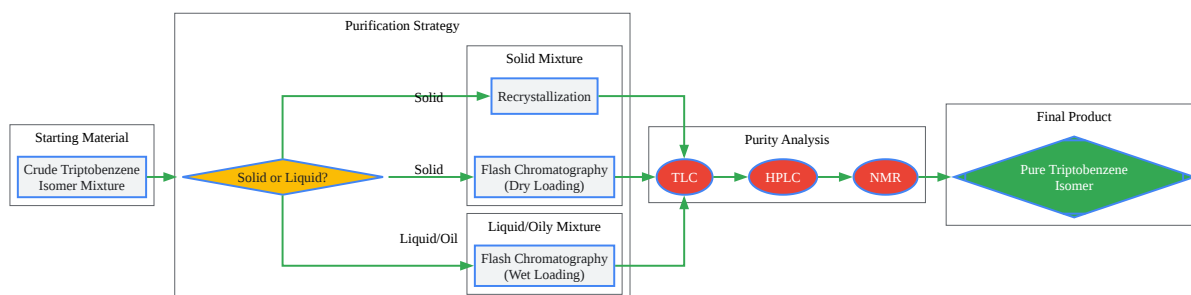 Purification Strategy
Starting Material
Crude Triptobenzene
Isomer Mixture
Solid or Liquid?
Solid
Solid
Liquid/Oil
Solid Mixture
Recrystallization
Flash Chromatography
(Dry Loading)
Liquid/Oily Mixture
Flash Chromatography
(Wet Loading)
Purity Analysis
TLC
HPLC
NMR
Final Product
Pure Triptobenzene
Isomer